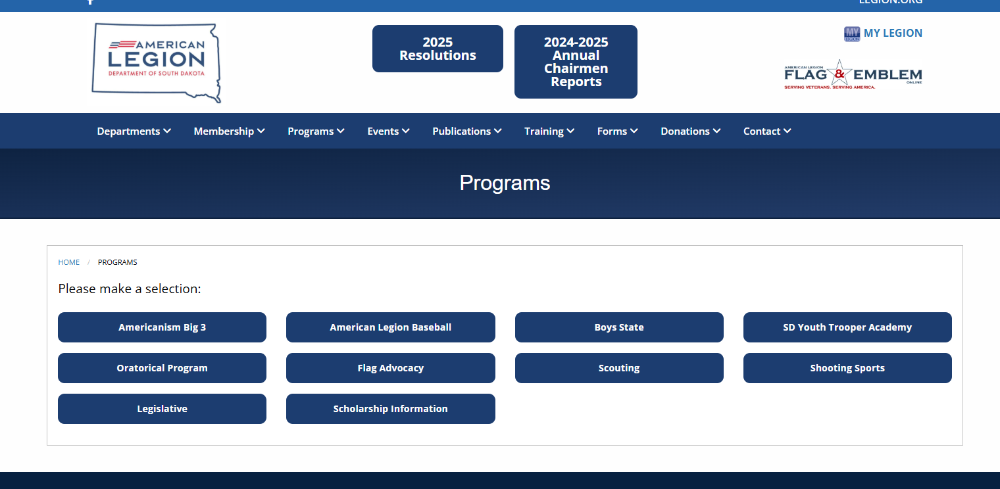 LEGION.ORG
AMERICAN
LEGION
DEPARTMENT OF SOUTH DAKOTA
2025
Resolutions
2024-2025
Annual
Chairmen
Reports
MY
LEGION
MY LEGION
AMERICAN LEGION
FLAG & EMBLEM
ONLINE
SERVING VETERANS. SERVING AMERICA.
Departments Membership Programs Events Publications Training Forms Donations Contact
Programs
HOME / PROGRAMS
Please make a selection:
Americanism Big 3 American Legion Baseball Boys State SD Youth Trooper Academy
Oratorical Program Flag Advocacy Scouting Shooting Sports
Legislative Scholarship Information